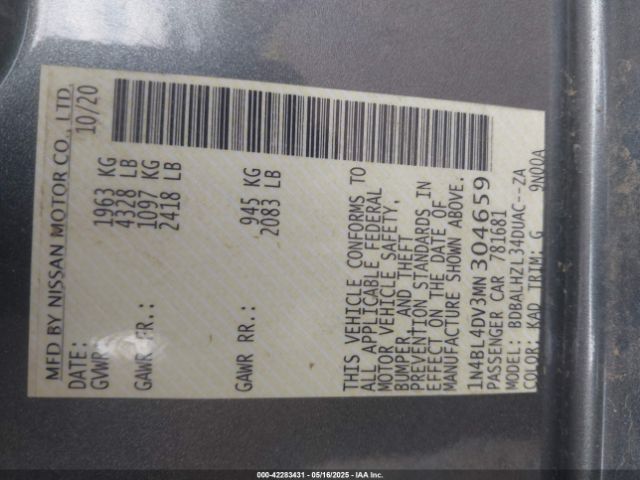 MFD BY NISSAN MOTOR CO., LTD.
DATE: 10/20
GVWR: 1963 KG
4328 LB
GAWR FR.: 1097 KG
2418 LB
GAWR RR.: 945 KG
2083 LB
THIS VEHICLE CONFORMS TO
ALL APPLICABLE FEDERAL
MOTOR VEHICLE SAFETY,
BUMPER, AND THEFT
PREVENTION STANDARDS IN
EFFECT ON THE DATE OF
MANUFACTURE SHOWN ABOVE.
1N4BL4DV3MN304659
PASSENGER CAR 781681
MODEL: BDBALHZL34DUAC--ZA
COLOR: KAD TRIM: G 9N00A
000-42283431 - 05/16/2025 - IAA Inc.